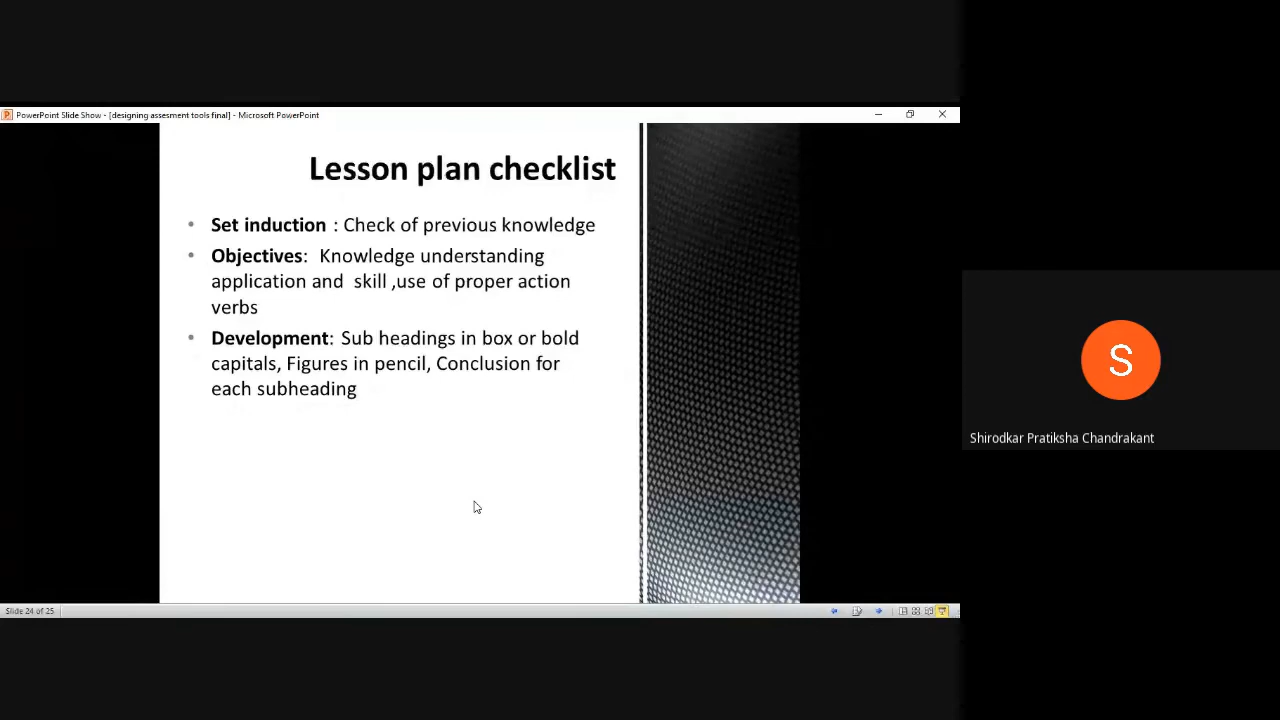 PowerPoint Slide Show - [designing assesment tools final] - Microsoft PowerPoint
Lesson plan checklist
• Set induction : Check of previous knowledge
• Objectives: Knowledge understanding
application and skill ,use of proper action
verbs
• Development: Sub headings in box or bold
capitals, Figures in pencil, Conclusion for
each subheading
S
Shirodkar Pratiksha Chandrakant
Slide 24 of 25